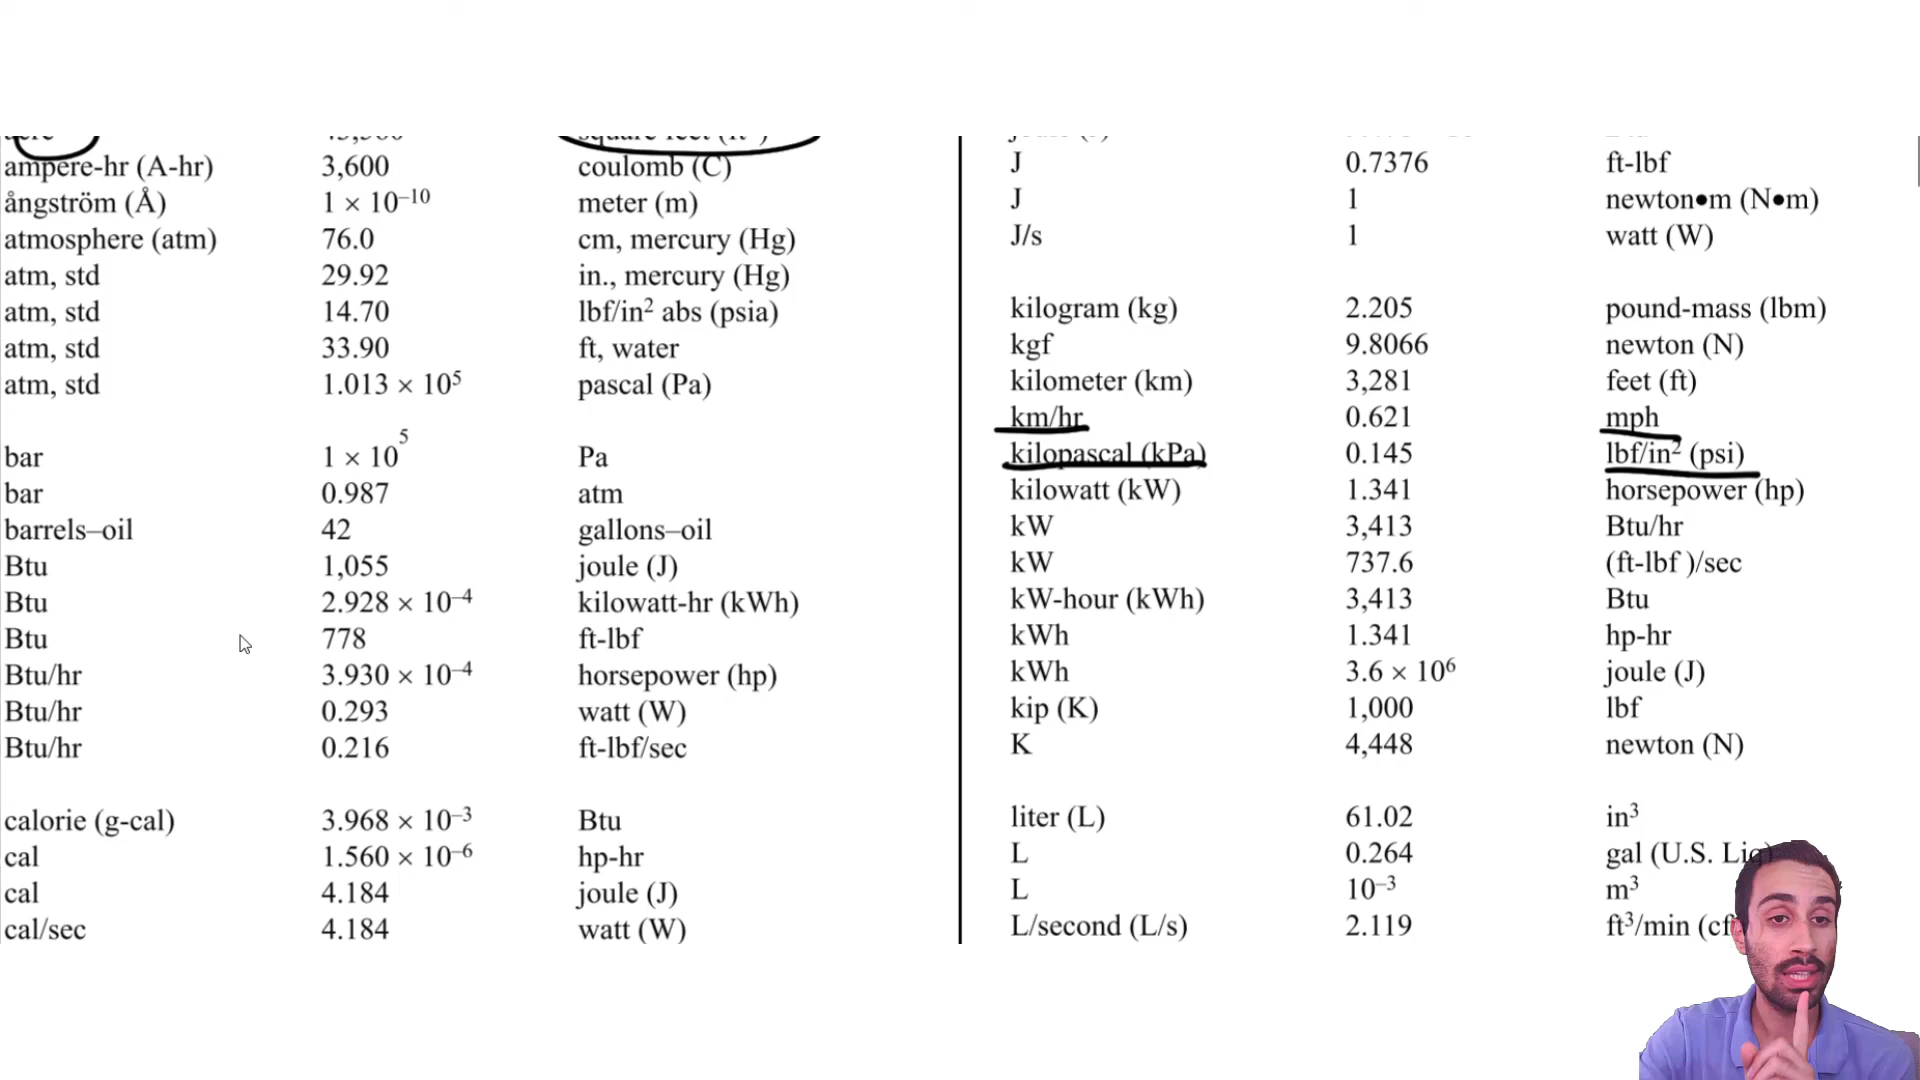 ampere-hr (A-hr) 3,600 coulomb (C)
ångström (Å) 1 × 10⁻¹⁰ meter (m)
atmosphere (atm) 76.0 cm, mercury (Hg)
atm, std 29.92 in., mercury (Hg)
atm, std 14.70 lbf/in² abs (psia)
atm, std 33.90 ft, water
atm, std 1.013 × 10⁵ pascal (Pa)
bar 1 × 10⁵ Pa
bar 0.987 atm
barrels–oil 42 gallons–oil
Btu 1,055 joule (J)
Btu 2.928 × 10⁻⁴ kilowatt-hr (kWh)
Btu 778 ft-lbf
Btu/hr 3.930 × 10⁻⁴ horsepower (hp)
Btu/hr 0.293 watt (W)
Btu/hr 0.216 ft-lbf/sec
calorie (g-cal) 3.968 × 10⁻³ Btu
cal 1.560 × 10⁻⁶ hp-hr
cal 4.184 joule (J)
cal/sec 4.184 watt (W)
J 0.7376 ft-lbf
J 1 newton•m (N•m)
J/s 1 watt (W)
kilogram (kg) 2.205 pound-mass (lbm)
kgf 9.8066 newton (N)
kilometer (km) 3,281 feet (ft)
km/hr 0.621 mph
kilopascal (kPa) 0.145 lbf/in² (psi)
kilowatt (kW) 1.341 horsepower (hp)
kW 3,413 Btu/hr
kW 737.6 (ft-lbf )/sec
kW-hour (kWh) 3,413 Btu
kWh 1.341 hp-hr
kWh 3.6 × 10⁶ joule (J)
kip (K) 1,000 lbf
K 4,448 newton (N)
liter (L) 61.02 in³
L 0.264 gal (U.S. Liq)
L 10⁻³ m³
L/second (L/s) 2.119 ft³/min